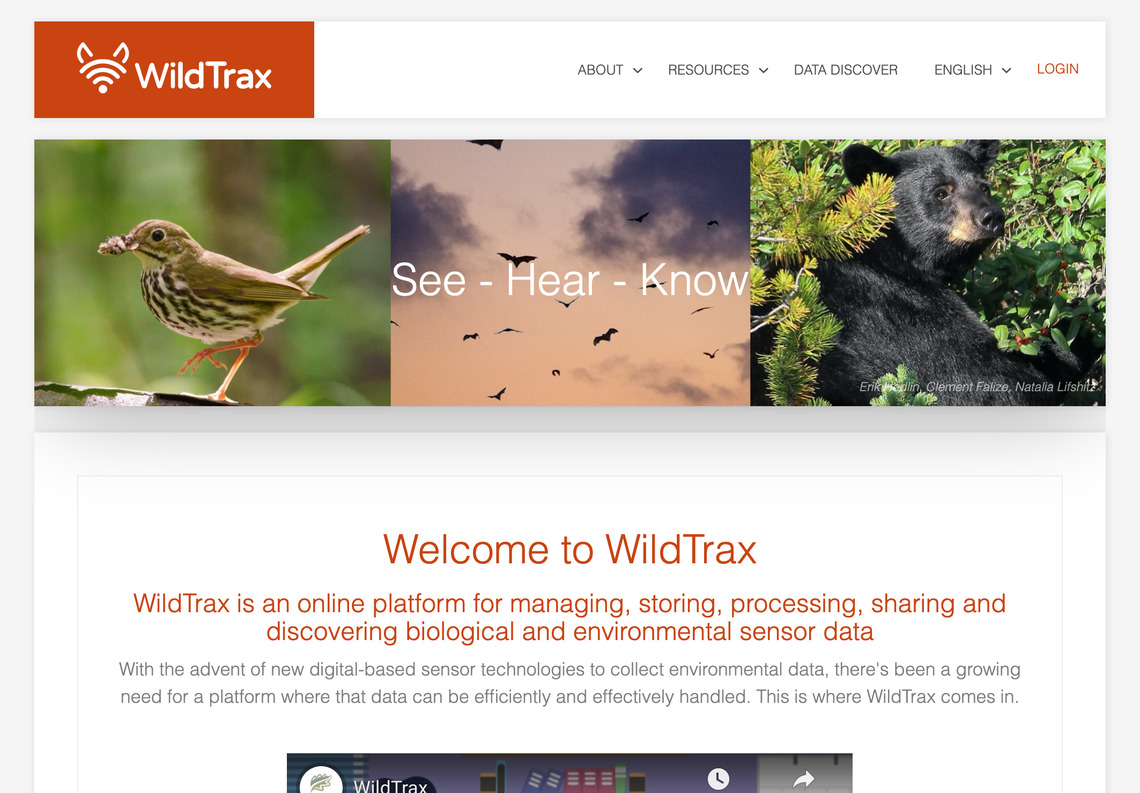 WildTrax
ABOUT
RESOURCES
DATA DISCOVER
ENGLISH
LOGIN
See - Hear - Know
Erik Hedlin, Clement Falize, Natalia Lifshitz
Welcome to WildTrax
WildTrax is an online platform for managing, storing, processing, sharing and
discovering biological and environmental sensor data
With the advent of new digital-based sensor technologies to collect environmental data, there's been a growing
need for a platform where that data can be efficiently and effectively handled. This is where WildTrax comes in.
WildTrax